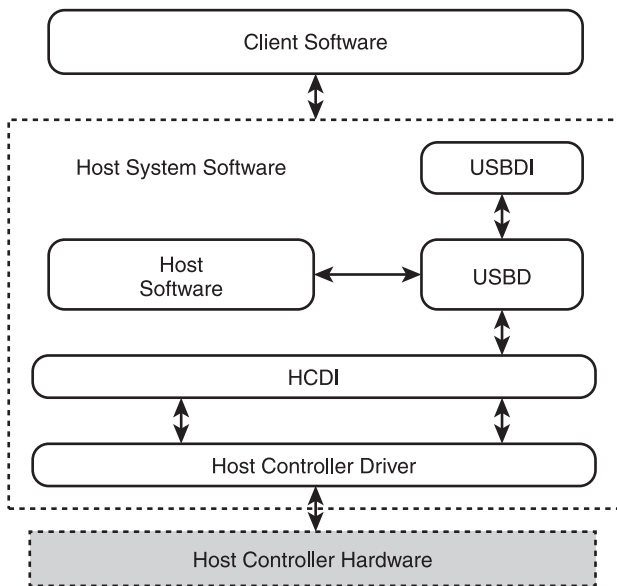 Client Software
Host System Software
USBDI
Host
Software
USBD
HCDI
Host Controller Driver
Host Controller Hardware